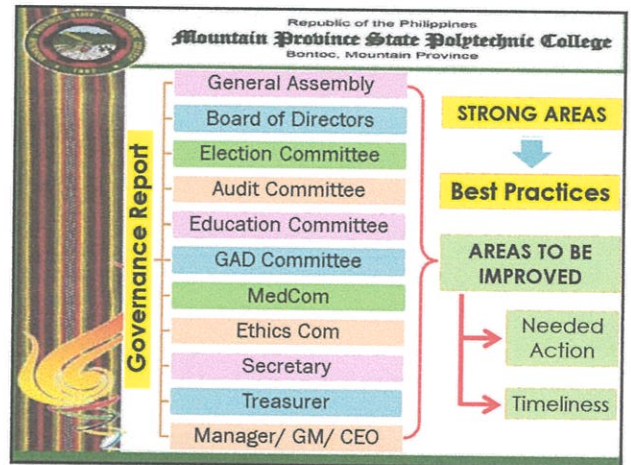 Republic of the Philippines
Mountain Province State Polytechnic College
Bontoc, Mountain Province
Governance Report
General Assembly
Board of Directors
Election Committee
Audit Committee
Education Committee
GAD Committee
MedCom
Ethics Com
Secretary
Treasurer
Manager/ GM/ CEO
STRONG AREAS
Best Practices
AREAS TO BE
IMPROVED
Needed
Action
Timeliness